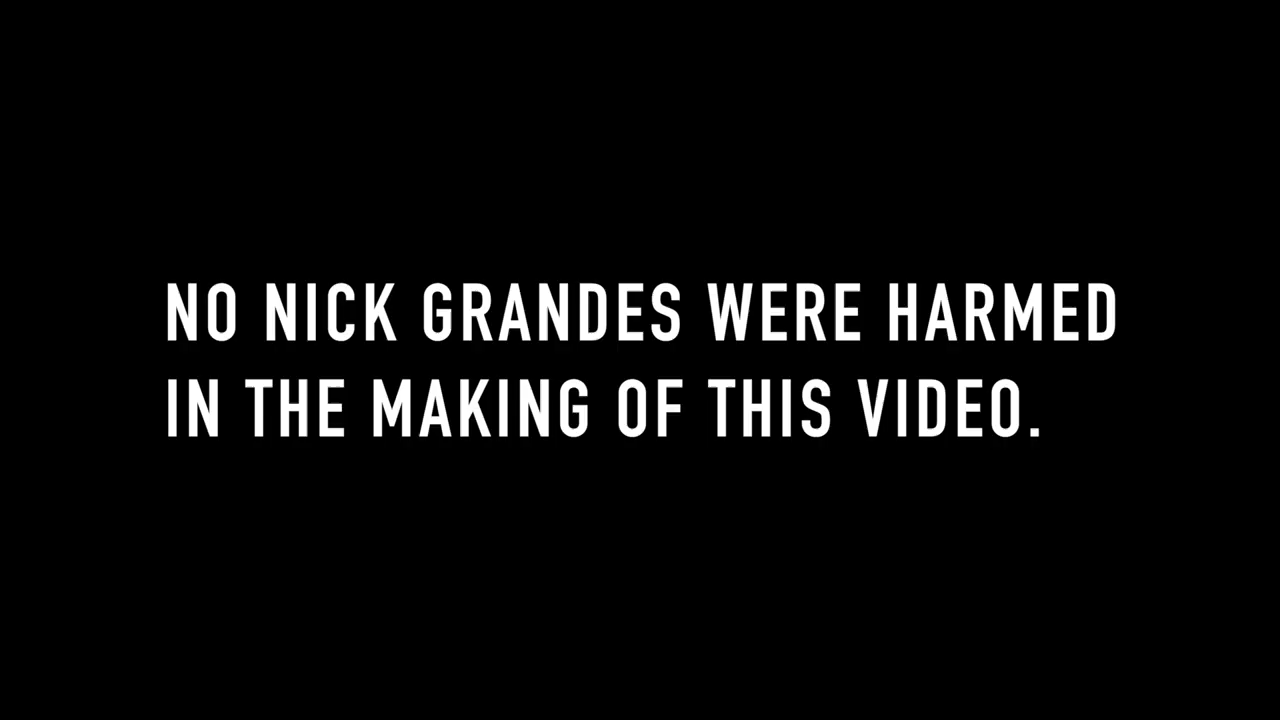 NO NICK GRANDES WERE HARMED
IN THE MAKING OF THIS VIDEO.